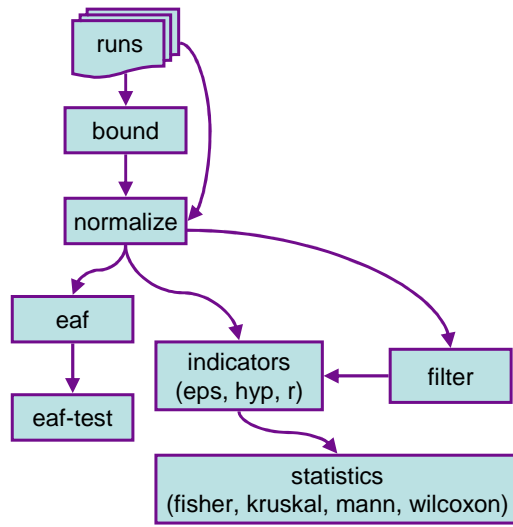 runs
bound
normalize
eaf
indicators
(eps, hyp, r)
filter
eaf-test
statistics
(fisher, kruskal, mann, wilcoxon)